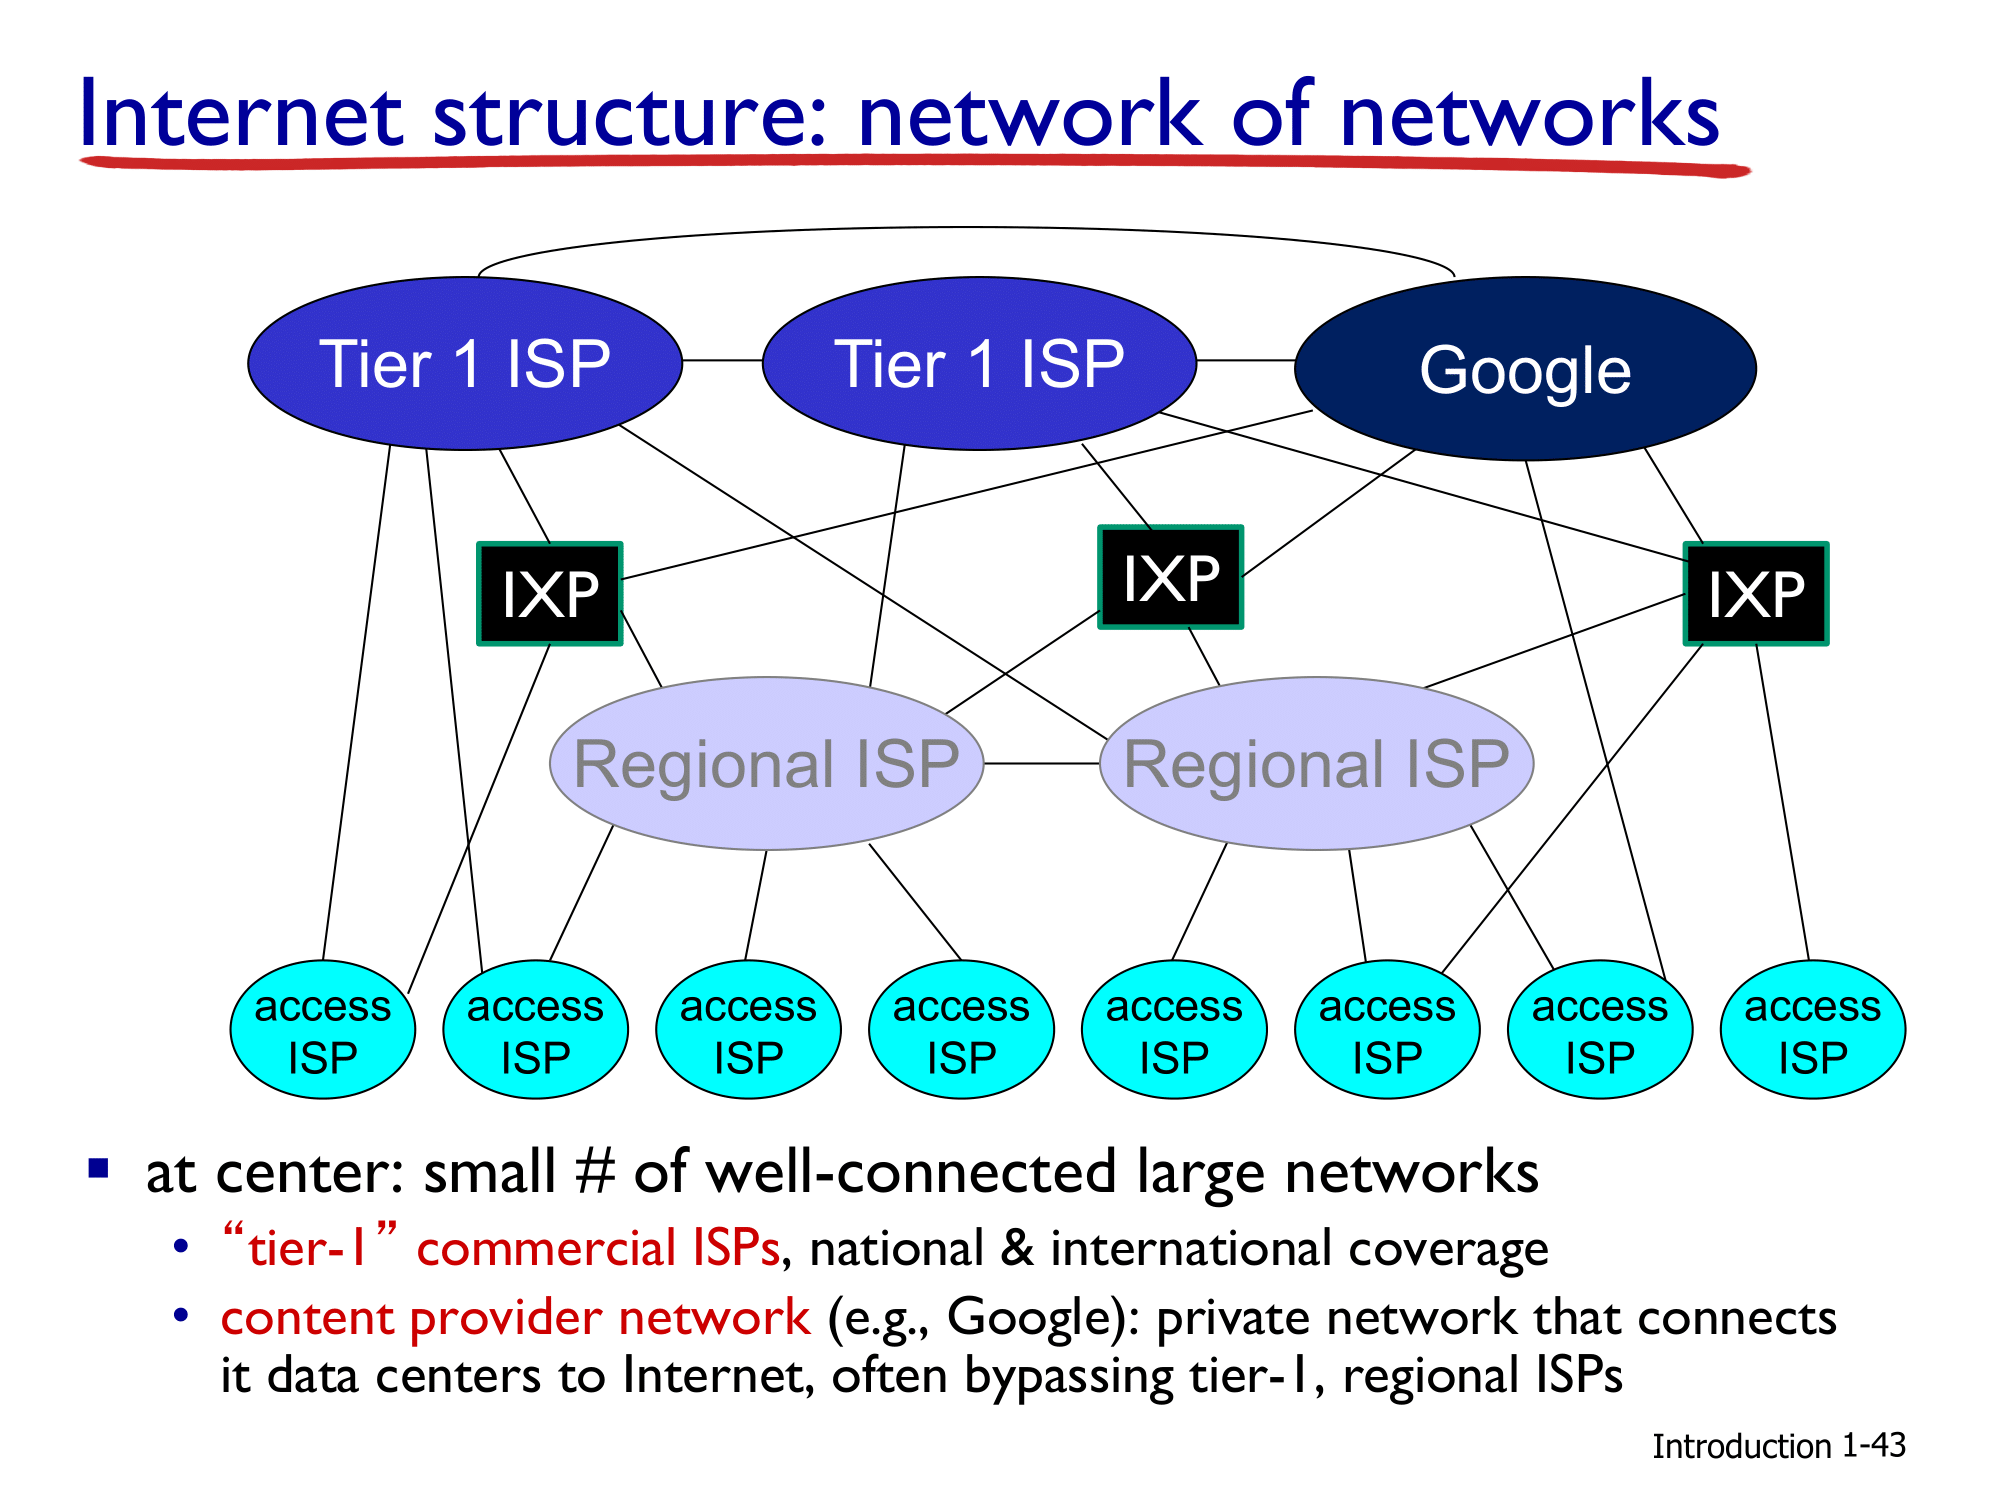 Internet structure: network of networks
Tier 1 ISP
Tier 1 ISP
Google
IXP
IXP
IXP
Regional ISP
Regional ISP
access
ISP
access
ISP
access
ISP
access
ISP
access
ISP
access
ISP
access
ISP
access
ISP
▪ at center: small # of well-connected large networks
• “tier-1” commercial ISPs, national & international coverage
• content provider network (e.g., Google): private network that connects
it data centers to Internet, often bypassing tier-1, regional ISPs
Introduction 1-43